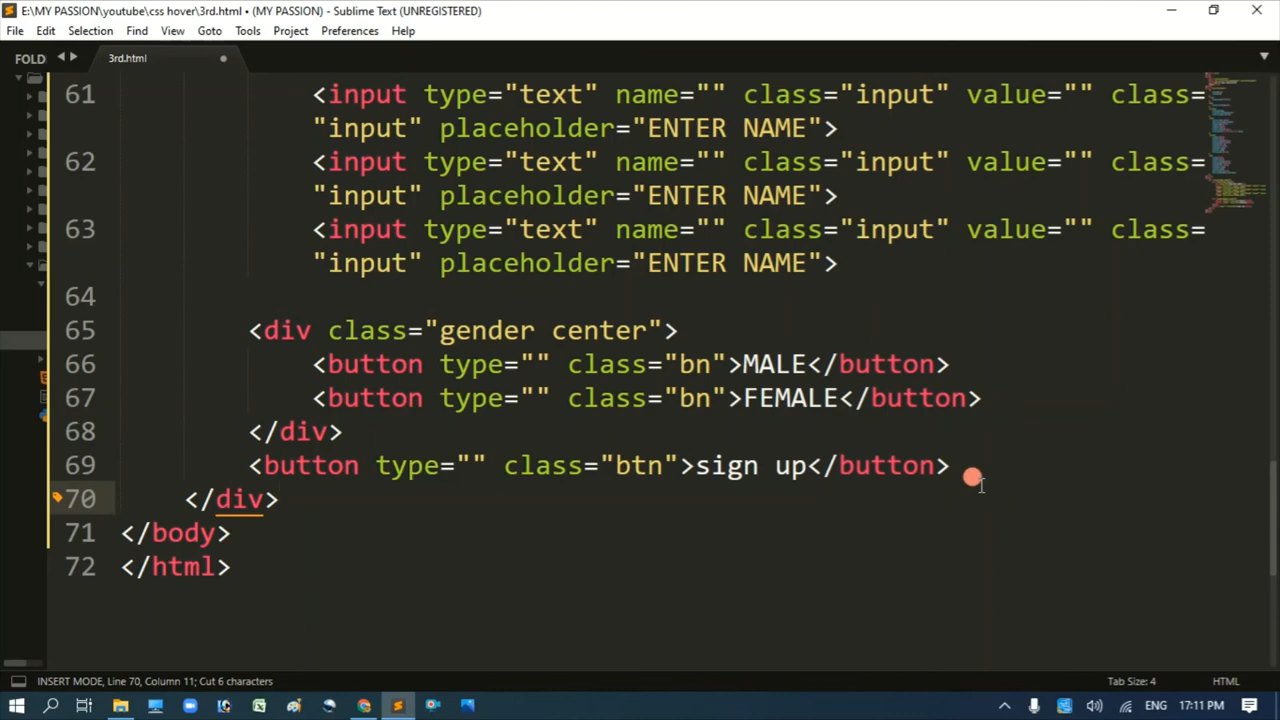 E:\MY PASSION\youtube\css hover\3rd.html • (MY PASSION) - Sublime Text (UNREGISTERED)
File Edit Selection Find View Goto Tools Project Preferences Help
FOLD
3rd.html
61 <input type="text" name="" class="input" value="" class=
"input" placeholder="ENTER NAME">
62 <input type="text" name="" class="input" value="" class=
"input" placeholder="ENTER NAME">
63 <input type="text" name="" class="input" value="" class=
"input" placeholder="ENTER NAME">
64
65 <div class="gender center">
66 <button type="" class="bn">MALE</button>
67 <button type="" class="bn">FEMALE</button>
68 </div>
69 <button type="" class="btn">sign up</button>
70 </div>
71 </body>
72 </html>
INSERT MODE, Line 70, Column 11; Cut 6 characters Tab Size: 4 HTML
ENG 17:11 PM